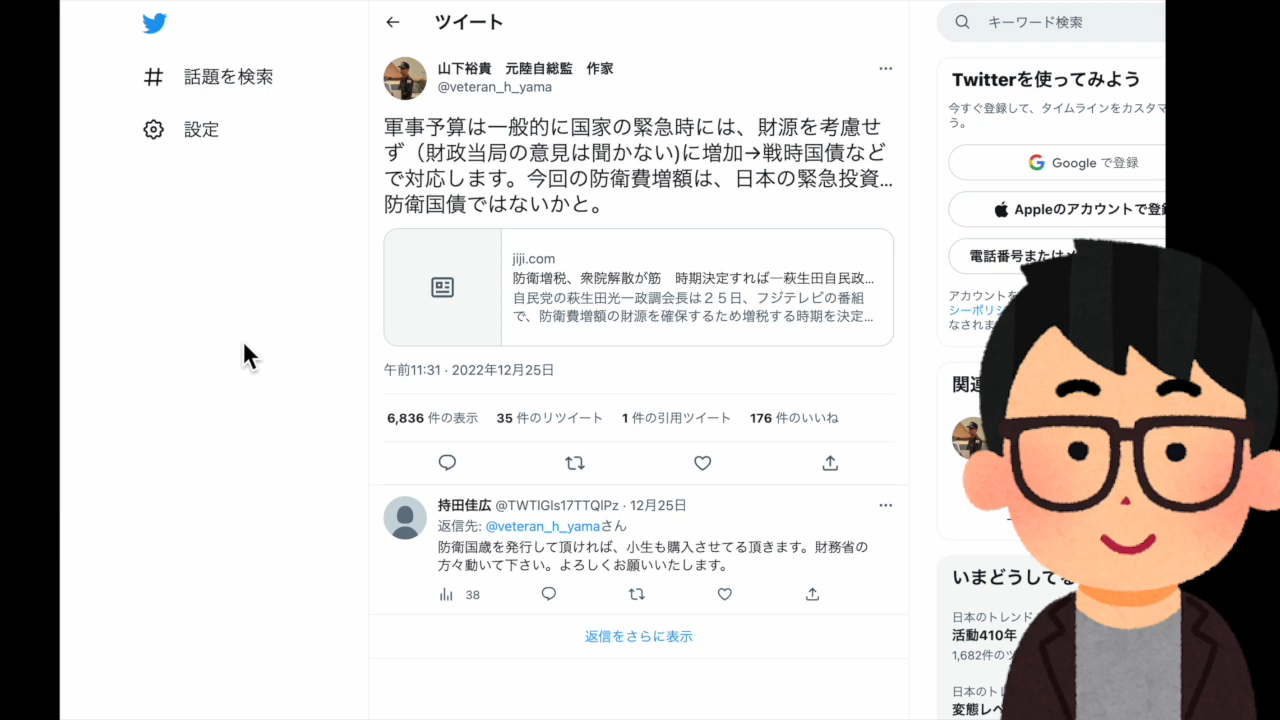 ツイート
キーワード検索
話題を検索
設定
山下裕貴　元陸自総監　作家
@veteran_h_yama
軍事予算は一般的に国家の緊急時には、財源を考慮せ
ず（財政当局の意見は聞かない)に増加→戦時国債など
で対応します。今回の防衛費増額は、日本の緊急投資...
防衛国債ではないかと。
jiji.com
防衛増税、衆院解散が筋　時期決定すれば―萩生田自民政...
自民党の萩生田光一政調会長は２５日、フジテレビの番組
で、防衛費増額の財源を確保するため増税する時期を決定...
午前11:31 · 2022年12月25日
6,836 件の表示 35 件のリツイート 1 件の引用ツイート 176 件のいいね
持田佳広 @TWTlGls17TTQlPz · 12月25日
返信先: @veteran_h_yamaさん
防衛国歳を発行して頂ければ、小生も購入させてる頂きます。財務省の
方々動いて下さい。よろしくお願いいたします。
38
返信をさらに表示
Twitterを使ってみよう
今すぐ登録して、タイムラインをカスタマ
う。
Google で登録
Appleのアカウントで登録
電話番号または
アカウントを
シーポリシ
なされま
関連
いまどうしてる
日本のトレンド
活動410年
1,682件のツ
日本のトレ
変態レベ